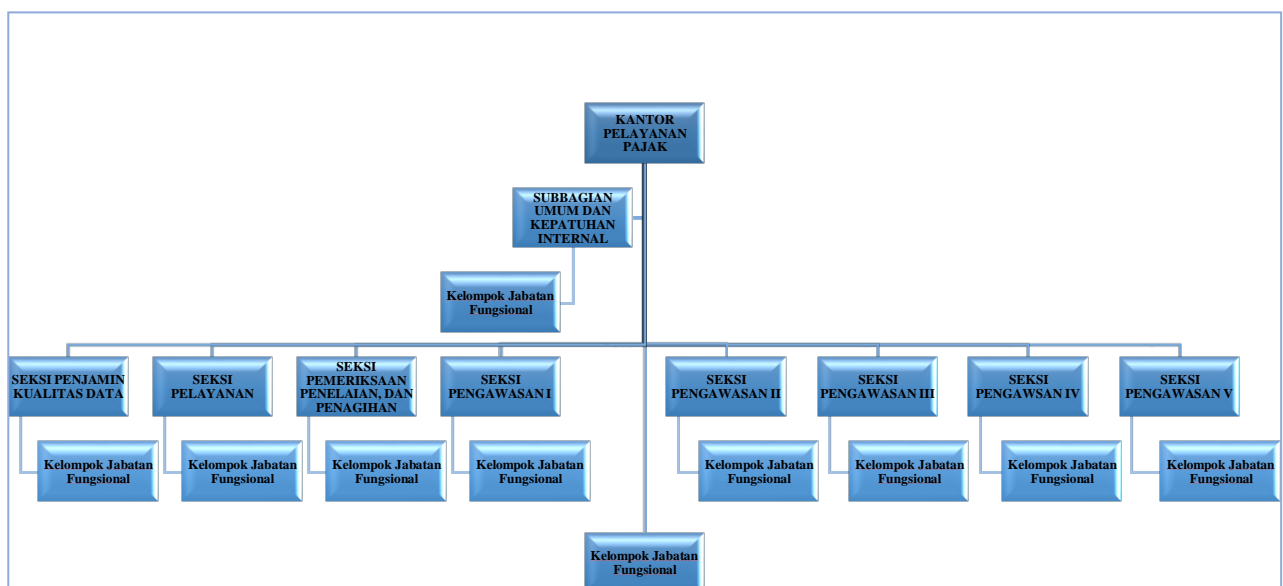 KANTOR
PELAYANAN
PAJAK
SUBBAGIAN
UMUM DAN
KEPATUHAN
INTERNAL
Kelompok Jabatan
Fungsional
SEKSI PENJAMIN
KUALITAS DATA
SEKSI
PELAYANAN
SEKSI
PEMERIKSAAN
PENELAIAN, DAN
PENAGIHAN
SEKSI
PENGAWASAN I
SEKSI
PENGAWASAN II
SEKSI
PENGAWASAN III
SEKSI
PENGAWSAN IV
SEKSI
PENGAWASAN V
Kelompok Jabatan
Fungsional
Kelompok Jabatan
Fungsional
Kelompok Jabatan
Fungsional
Kelompok Jabatan
Fungsional
Kelompok Jabatan
Fungsional
Kelompok Jabatan
Fungsional
Kelompok Jabatan
Fungsional
Kelompok Jabatan
Fungsional
Kelompok Jabatan
Fungsional